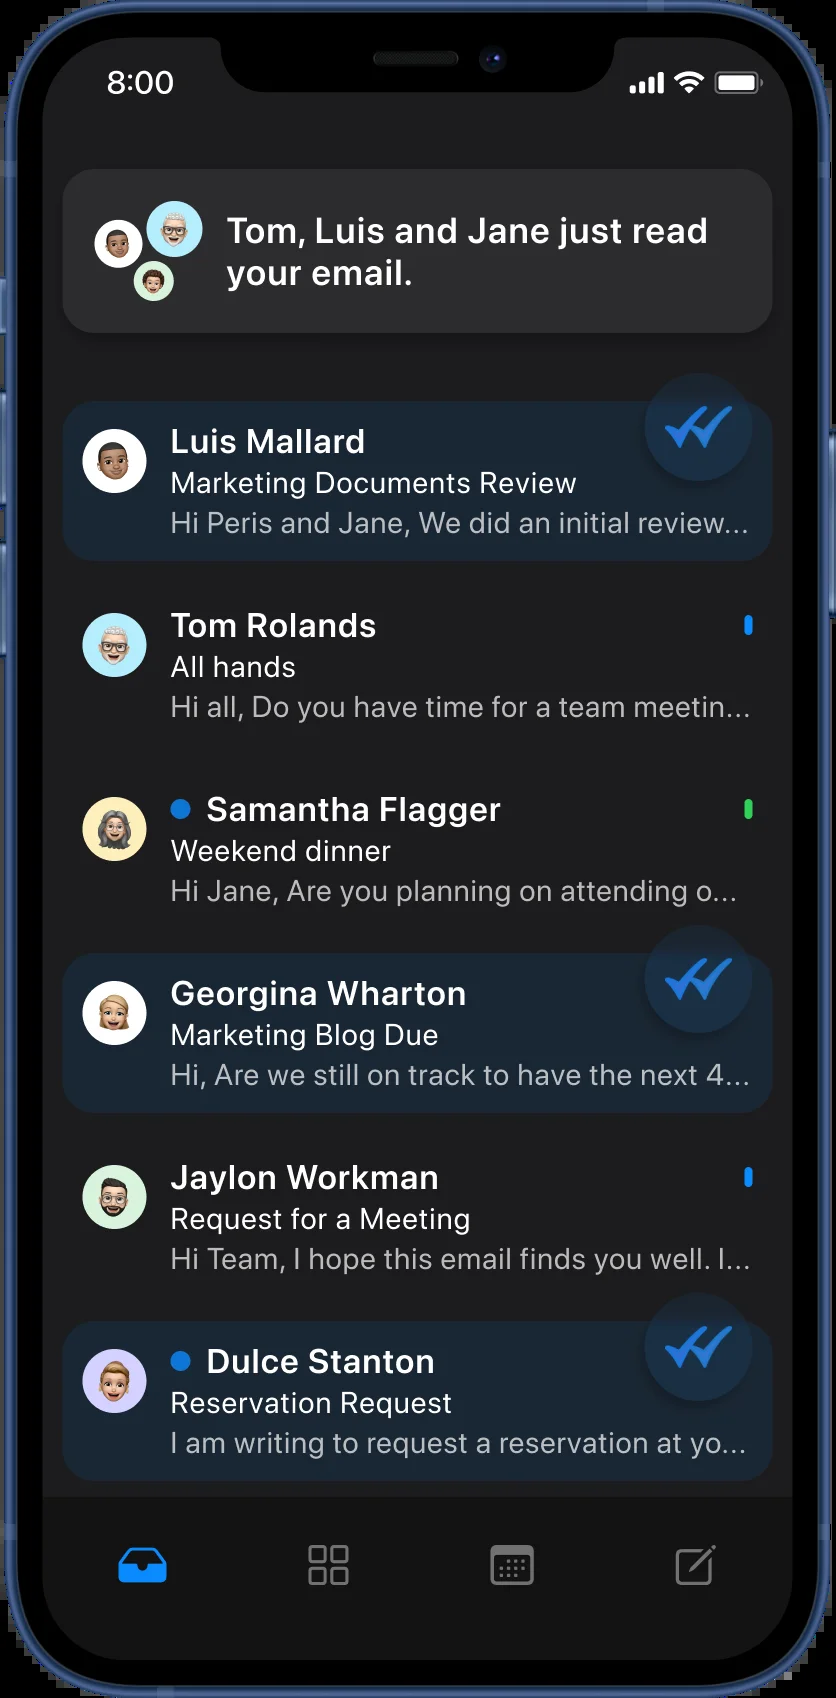 8:00
Tom, Luis and Jane just read
your email.
Luis Mallard
Marketing Documents Review
Hi Peris and Jane, We did an initial review...
Tom Rolands
All hands
Hi all, Do you have time for a team meetin...
Samantha Flagger
Weekend dinner
Hi Jane, Are you planning on attending o...
Georgina Wharton
Marketing Blog Due
Hi, Are we still on track to have the next 4...
Jaylon Workman
Request for a Meeting
Hi Team, I hope this email finds you well. I...
Dulce Stanton
Reservation Request
I am writing to request a reservation at yo...